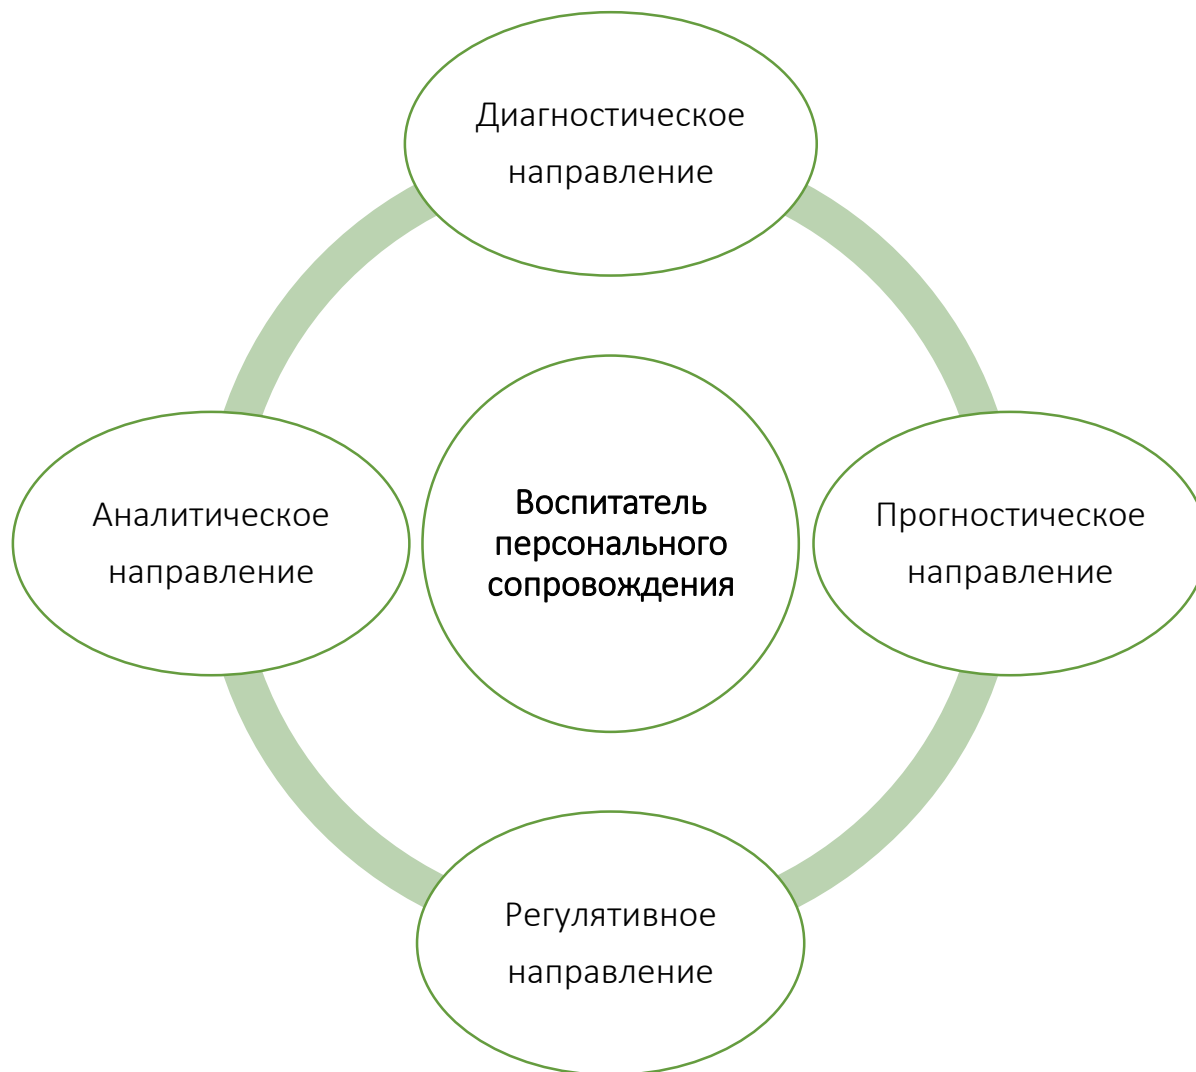 Диагностическое
направление
Аналитическое
направление
Воспитатель
персонального
сопровождения
Прогностическое
направление
Регулятивное
направление